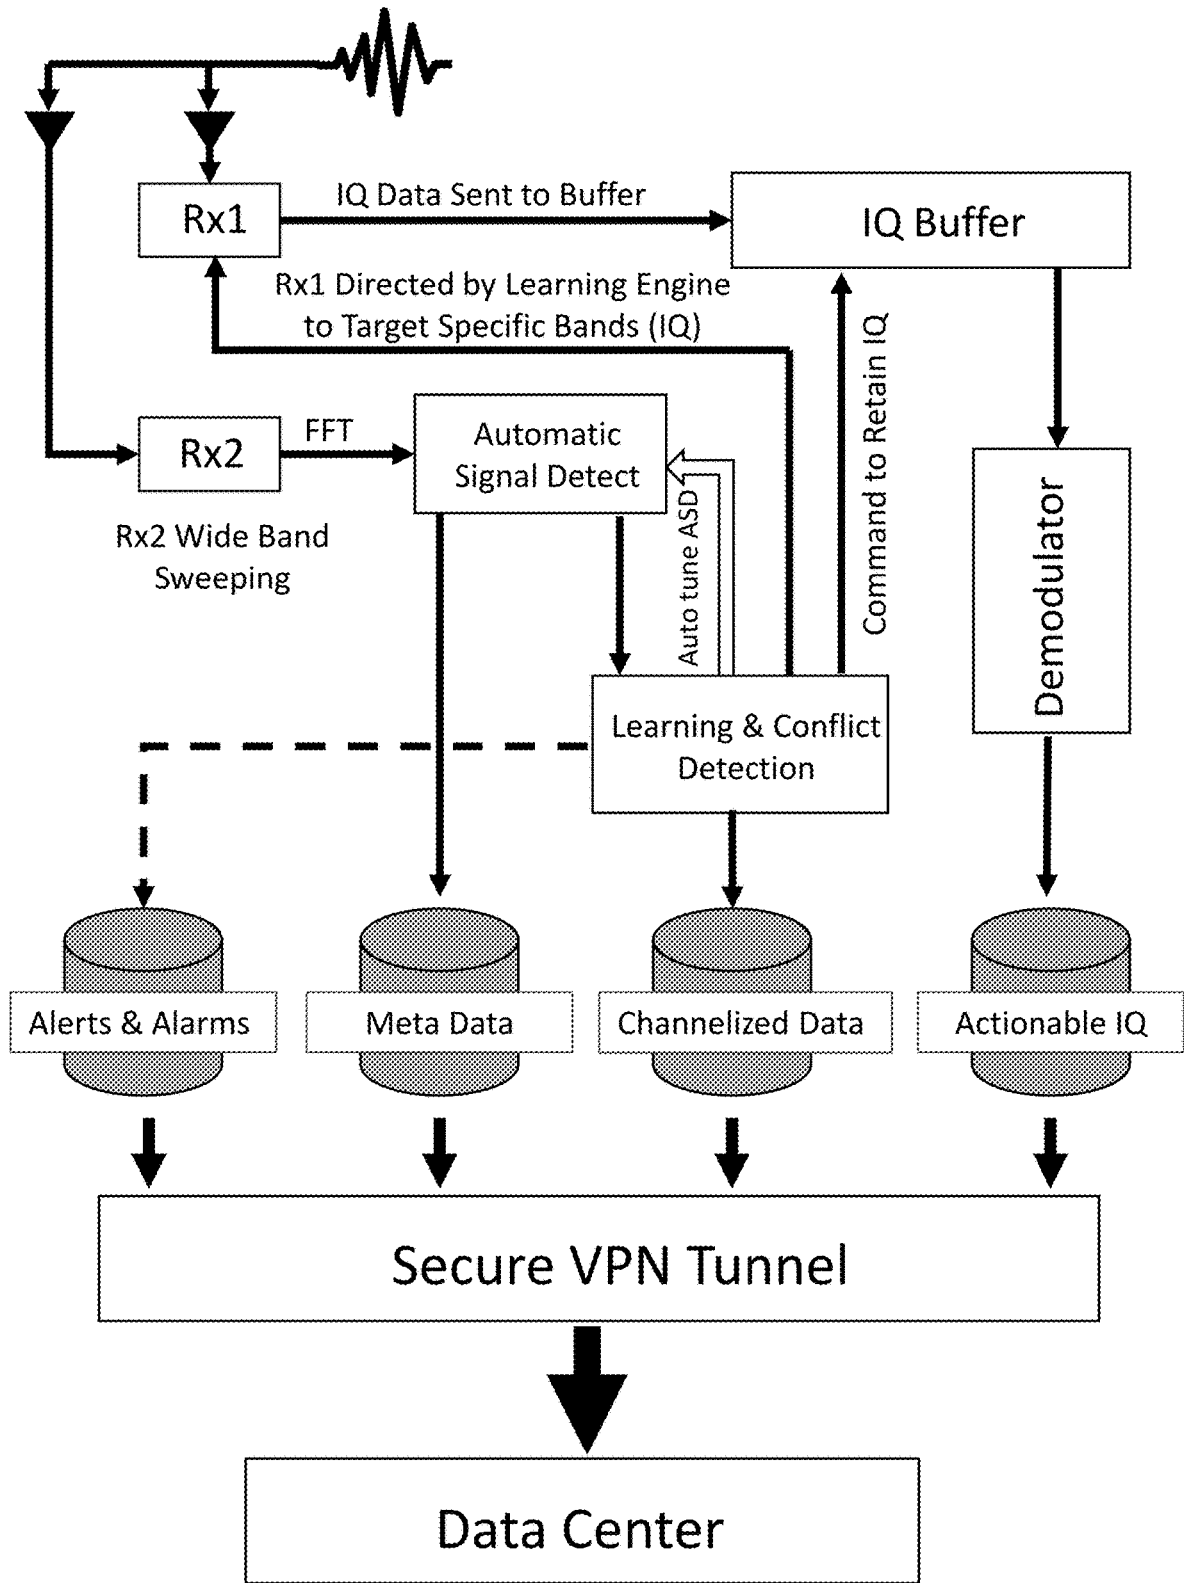 Rx1
IQ Data Sent to Buffer
IQ Buffer
Rx1 Directed by Learning Engine
to Target Specific Bands (IQ)
Command to Retain IQ
Rx2
FFT
Automatic
Signal Detect
Rx2 Wide Band
Sweeping
Auto tune ASD
Demodulator
Learning & Conflict
Detection
Alerts & Alarms
Meta Data
Channelized Data
Actionable IQ
Secure VPN Tunnel
Data Center